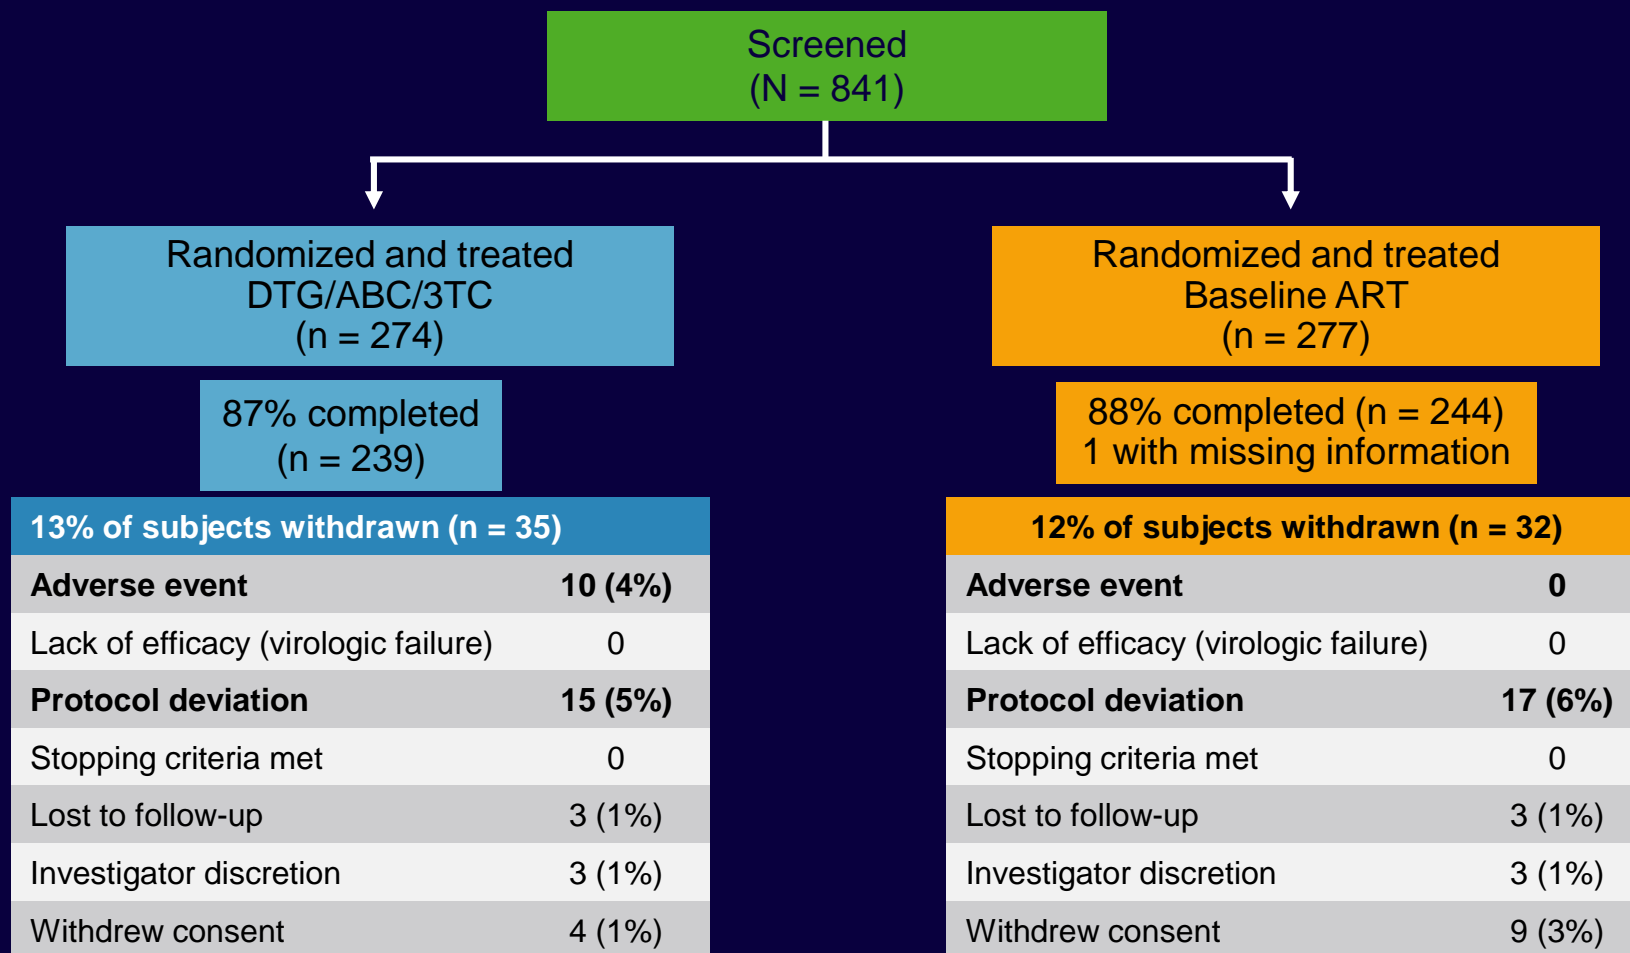 Screened
(N = 841)
Randomized and treated
DTG/ABC/3TC
(n = 274)
87% completed
(n = 239)
13% of subjects withdrawn (n = 35)
Adverse event 10 (4%)
Lack of efficacy (virologic failure) 0
Protocol deviation 15 (5%)
Stopping criteria met 0
Lost to follow-up 3 (1%)
Investigator discretion 3 (1%)
Withdrew consent 4 (1%)
Randomized and treated
Baseline ART
(n = 277)
88% completed (n = 244)
1 with missing information
12% of subjects withdrawn (n = 32)
Adverse event 0
Lack of efficacy (virologic failure) 0
Protocol deviation 17 (6%)
Stopping criteria met 0
Lost to follow-up 3 (1%)
Investigator discretion 3 (1%)
Withdrew consent 9 (3%)